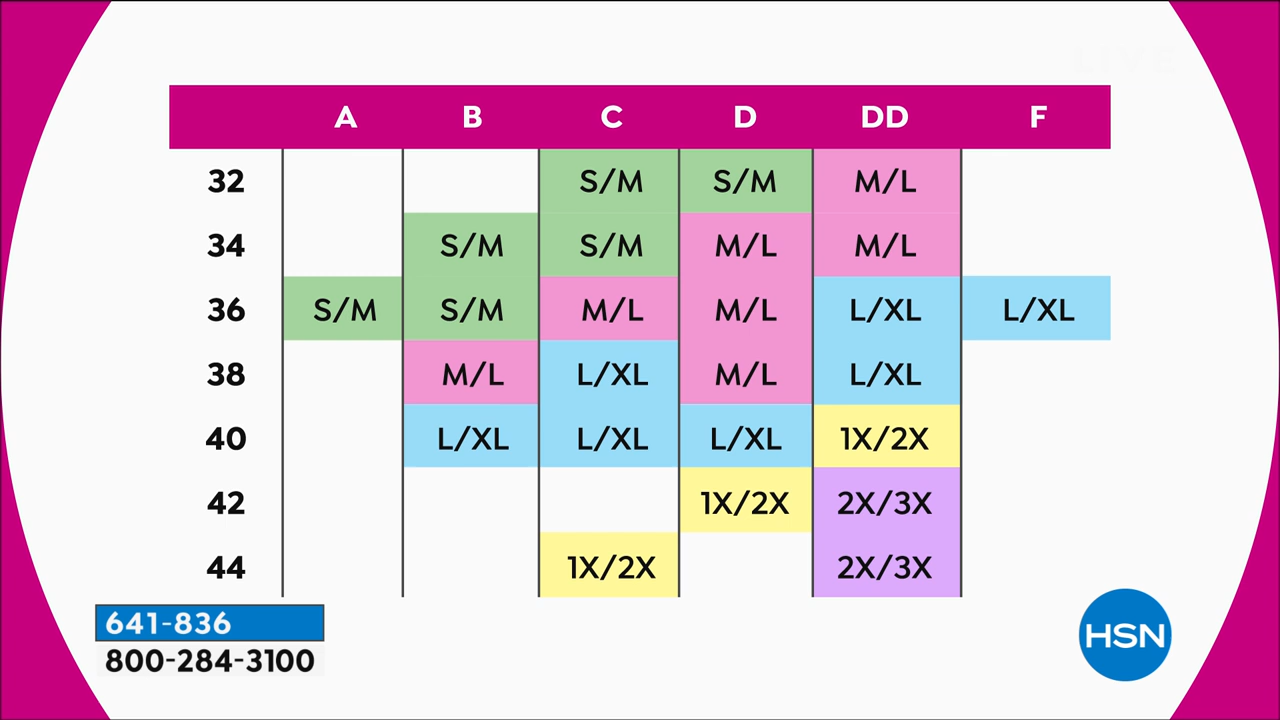 LIVE
A B C D DD F
32 S/M S/M M/L
34 S/M S/M M/L M/L
36 S/M S/M M/L M/L L/XL L/XL
38 M/L L/XL M/L L/XL
40 L/XL L/XL L/XL 1X/2X
42 1X/2X 2X/3X
44 1X/2X 2X/3X
641-836
800-284-3100
HSN